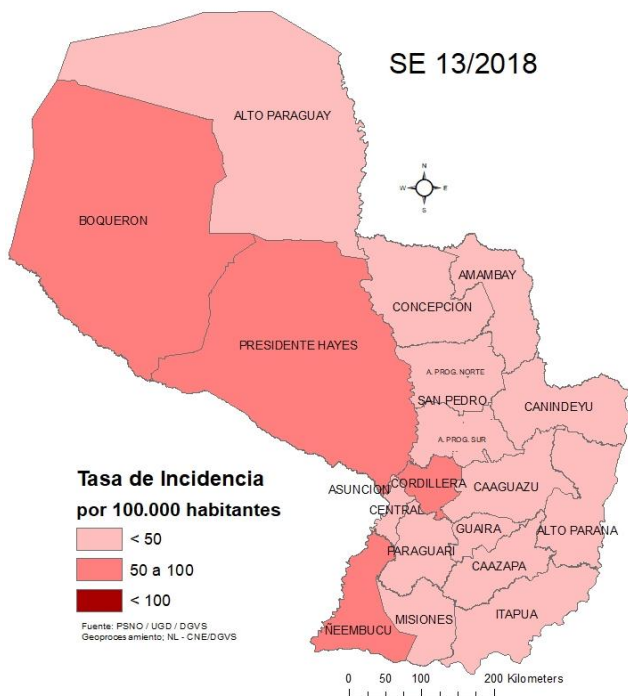 SE 13/2018
ALTO PARAGUAY
N
W E
S
BOQUERON
AMAMBAY
CONCEPCION
PRESIDENTE HAYES
A. PROG. NORTE
SAN PEDRO
CANINDEYU
A. PROG. SUR
CORDILLERA
ASUNCION
CAAGUAZU
CENTRAL
GUAIRA
ALTO PARANA
PARAGUARI
CAAZAPA
ITAPUA
MISIONES
ÑEEMBUCU
Tasa de Incidencia
por 100.000 habitantes
< 50
50 a 100
< 100
Fuente: PSNO / UGD / DGVS
Geoprocesamiento; NL - CNE/DGVS
0 50 100 200 Kilometers